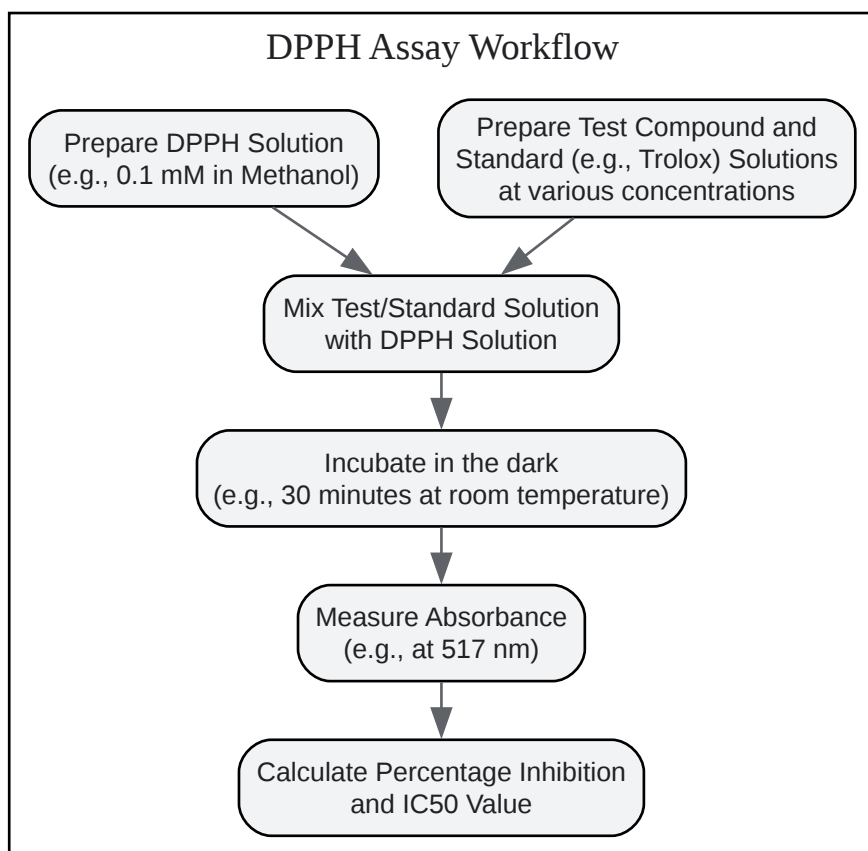 DPPH Assay Workflow
Prepare DPPH Solution
(e.g., 0.1 mM in Methanol)
Prepare Test Compound and
Standard (e.g., Trolox) Solutions
at various concentrations
Mix Test/Standard Solution
with DPPH Solution
Incubate in the dark
(e.g., 30 minutes at room temperature)
Measure Absorbance
(e.g., at 517 nm)
Calculate Percentage Inhibition
and IC50 Value